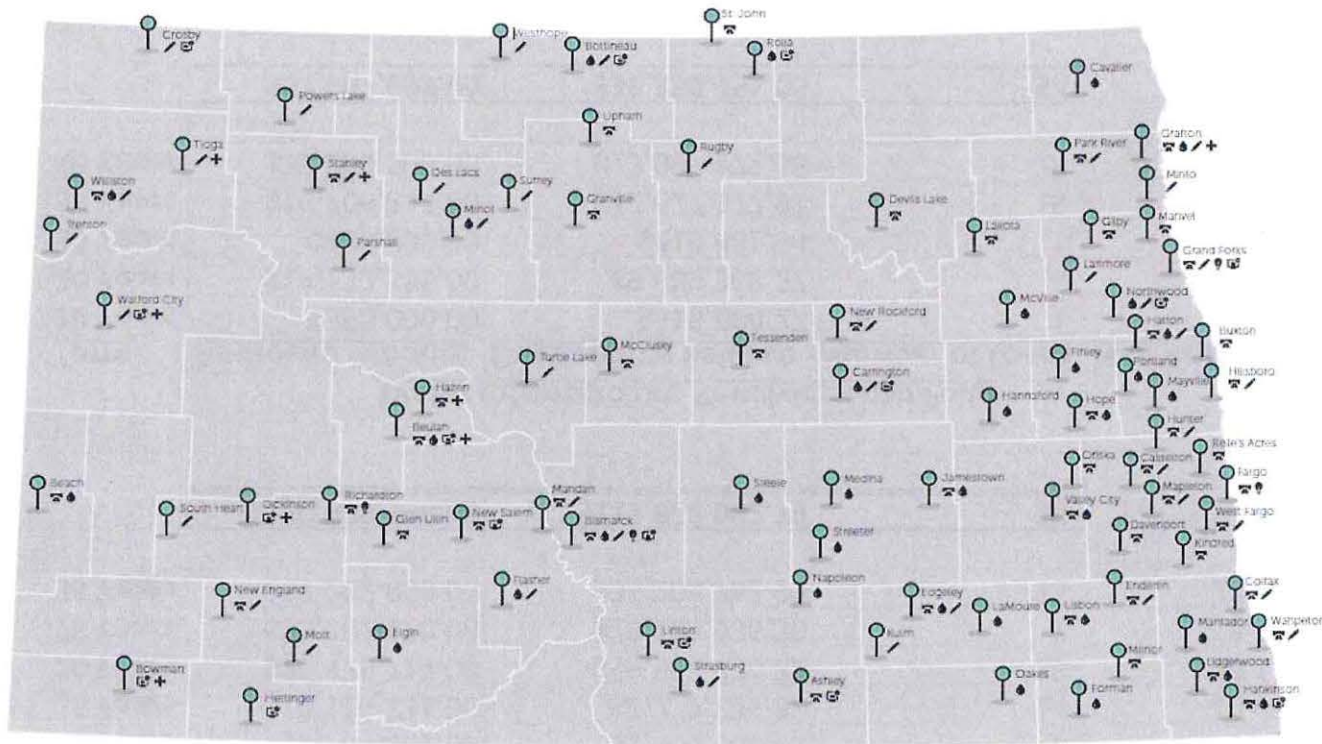 Crosby
Westhope
Bottineau
St. John
Rolla
Cavalier
Powers Lake
Upham
Rugby
Park River
Grafton
Tioga
Stanley
Des Lacs
Surrey
Granville
Minto
Williston
Minot
Devils Lake
Lakota
Gilby
Manvel
Trenton
Parshall
Grand Forks
Larimore
Watford City
McVille
Northwood
New Rockford
Hatton
Buxton
Turtle Lake
McClusky
Fessenden
Finley
Portland
Hillsboro
Carrington
Mayville
Hazen
Hannaford
Hope
Beulah
Hunter
Reile's Acres
Oriska
Casselton
Fargo
Beach
Dickinson
Richardton
Mandan
Steele
Medina
Jamestown
Valley City
Mapleton
South Heart
Glen Ullin
New Salem
Bismarck
West Fargo
Streeter
Davenport
Kindred
New England
Flasher
Napoleon
Edgeley
LaMoure
Lisbon
Enderlin
Colfax
Mott
Elgin
Linton
Kulm
Mantador
Wahpeton
Bowman
Strasburg
Milnor
Lidgerwood
Hettinger
Ashley
Oakes
Forman
Hankinson